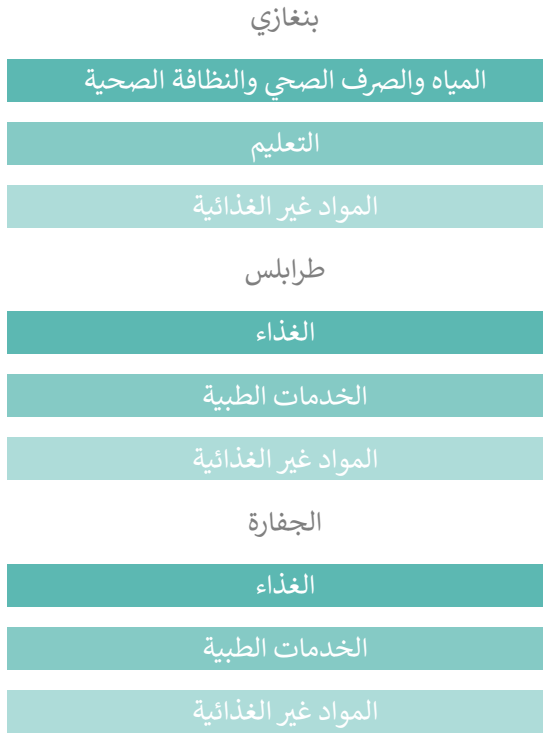 بنغازي
المياه والصرف الصحي والنظافة الصحية
التعليم
المواد غير الغذائية
طرابلس
الغذاء
الخدمات الطبية
المواد غير الغذائية
الجفارة
الغذاء
الخدمات الطبية
المواد غير الغذائية